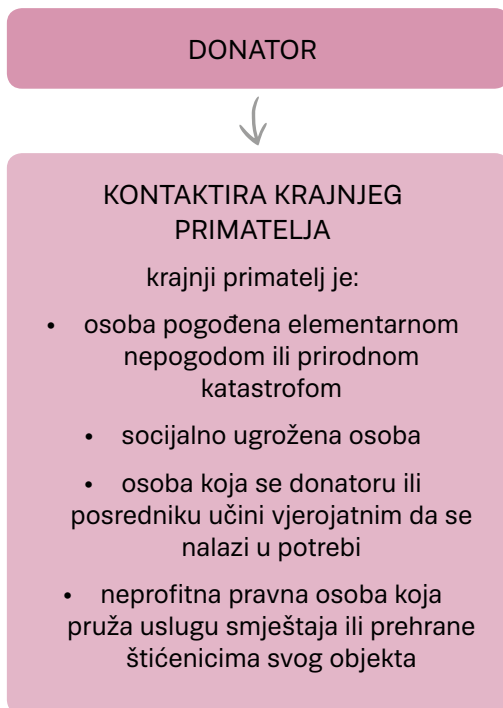 DONATOR
KONTAKTIRA KRAJNJEG
PRIMATELJA
krajnji primatelj je:
• osoba pogođena elementarnom
nepogodom ili prirodnom
katastrofom
• socijalno ugrožena osoba
• osoba koja se donatoru ili
posredniku učini vjerojatnim da se
nalazi u potrebi
• neprofitna pravna osoba koja
pruža uslugu smještaja ili prehrane
štićenicima svog objekta